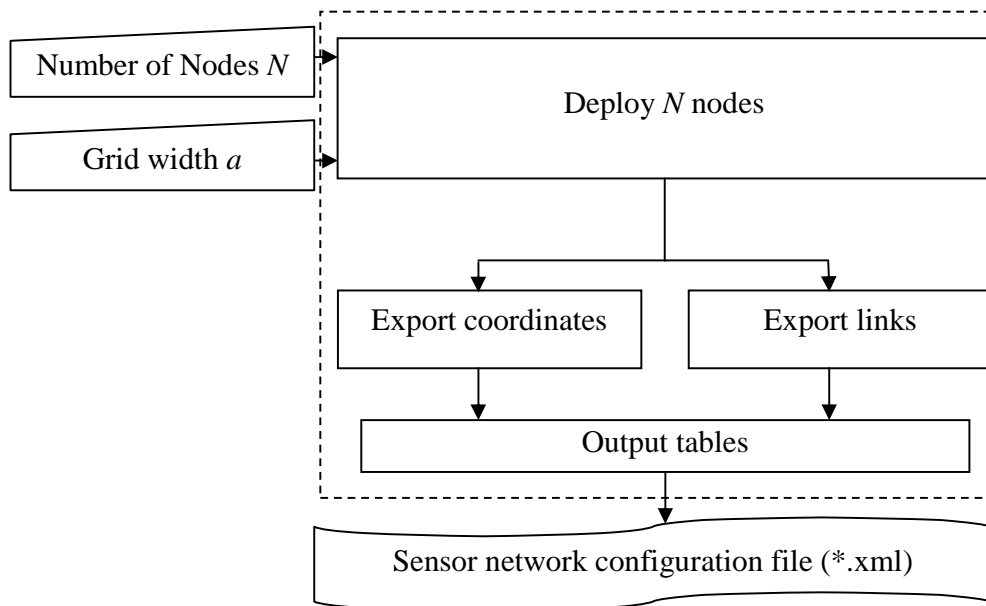 Number of Nodes N
Deploy N nodes
Grid width a
Export coordinates
Export links
Output tables
Sensor network configuration file (*.xml)